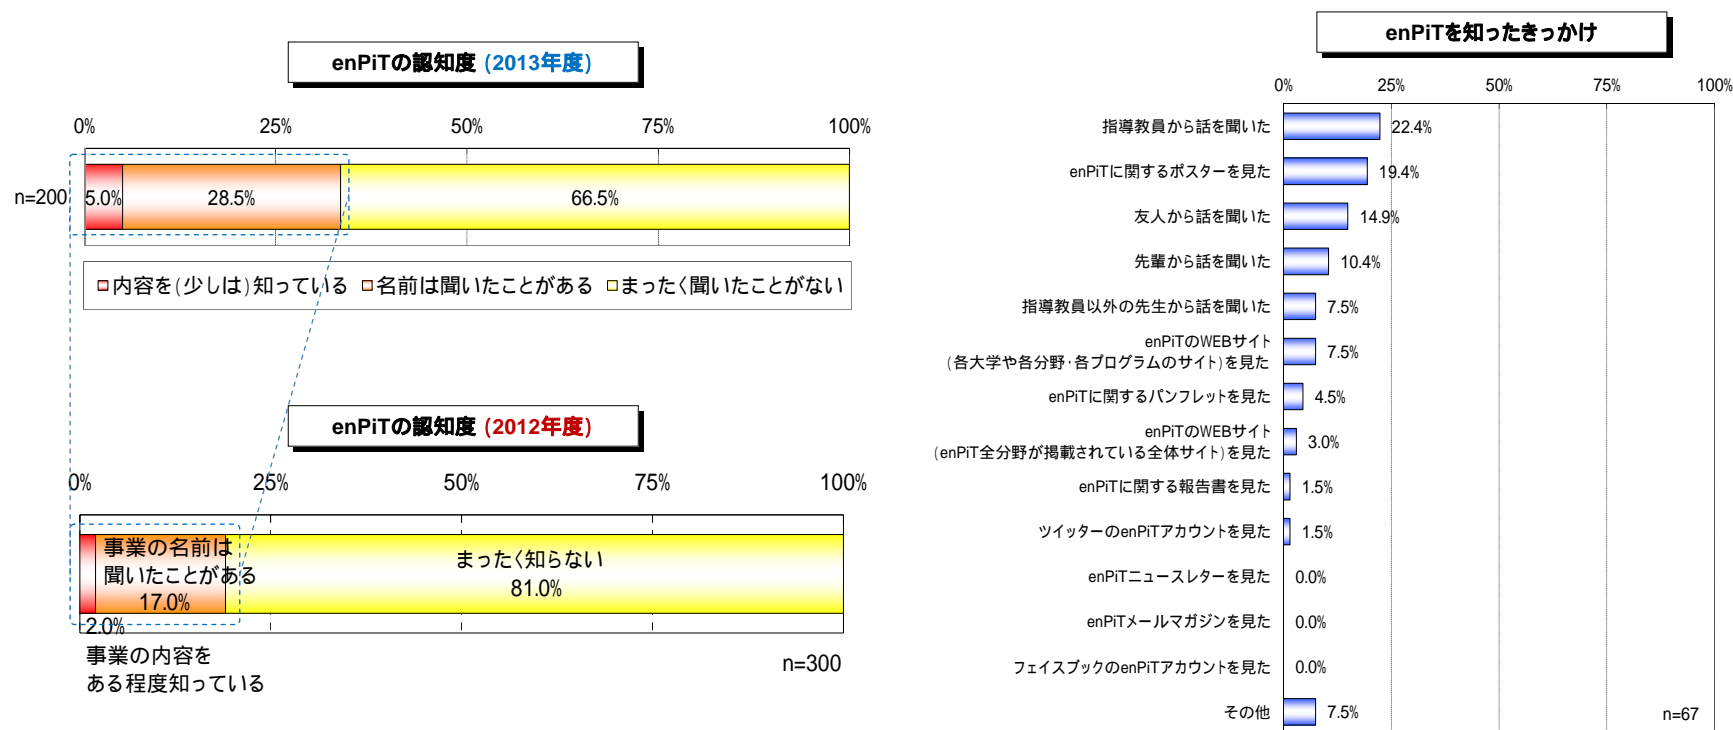 enPiTの認知度 (2013年度)
0% 25% 50% 75% 100%
n=200 5.0% 28.5% 66.5%
内容を(少しは)知っている 名前は聞いたことがある まったく聞いたことがない
enPiTの認知度 (2012年度)
0% 25% 50% 75% 100%
事業の名前は
聞いたことがある
17.0%
まったく知らない
81.0%
2.0%
事業の内容を
ある程度知っている
n=300
enPiTを知ったきっかけ
0% 25% 50% 75% 100%
指導教員から話を聞いた 22.4%
enPiTに関するポスターを見た 19.4%
友人から話を聞いた 14.9%
先輩から話を聞いた 10.4%
指導教員以外の先生から話を聞いた 7.5%
enPiTのWEBサイト
(各大学や各分野・各プログラムのサイト)を見た 7.5%
enPiTに関するパンフレットを見た 4.5%
enPiTのWEBサイト
(enPiT全分野が掲載されている全体サイト)を見た 3.0%
enPiTに関する報告書を見た 1.5%
ツイッターのenPiTアカウントを見た 1.5%
enPiTニュースレターを見た 0.0%
enPiTメールマガジンを見た 0.0%
フェイスブックのenPiTアカウントを見た 0.0%
その他 7.5%
n=67